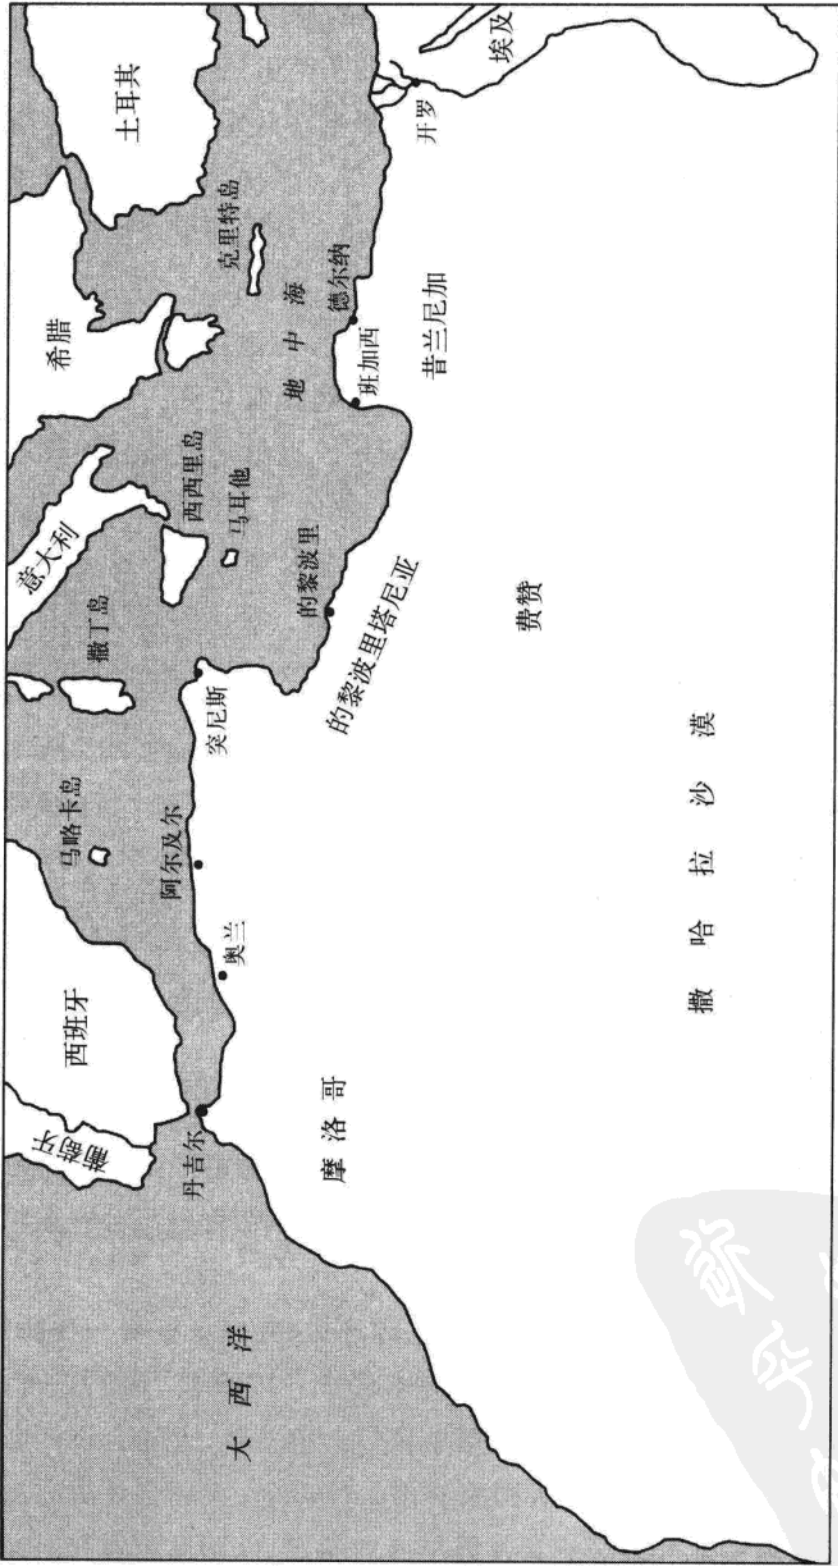 葡萄牙
西班牙
马略卡岛
撒丁岛
意大利
希腊
土耳其
西西里岛
马耳他
克里特岛
地中海
大西洋
丹吉尔
奥兰
阿尔及尔
突尼斯
的黎波里
班加西
德尔纳
开罗
埃及
摩洛哥
的黎波里塔尼亚
昔兰尼加
费赞
撒哈拉沙漠